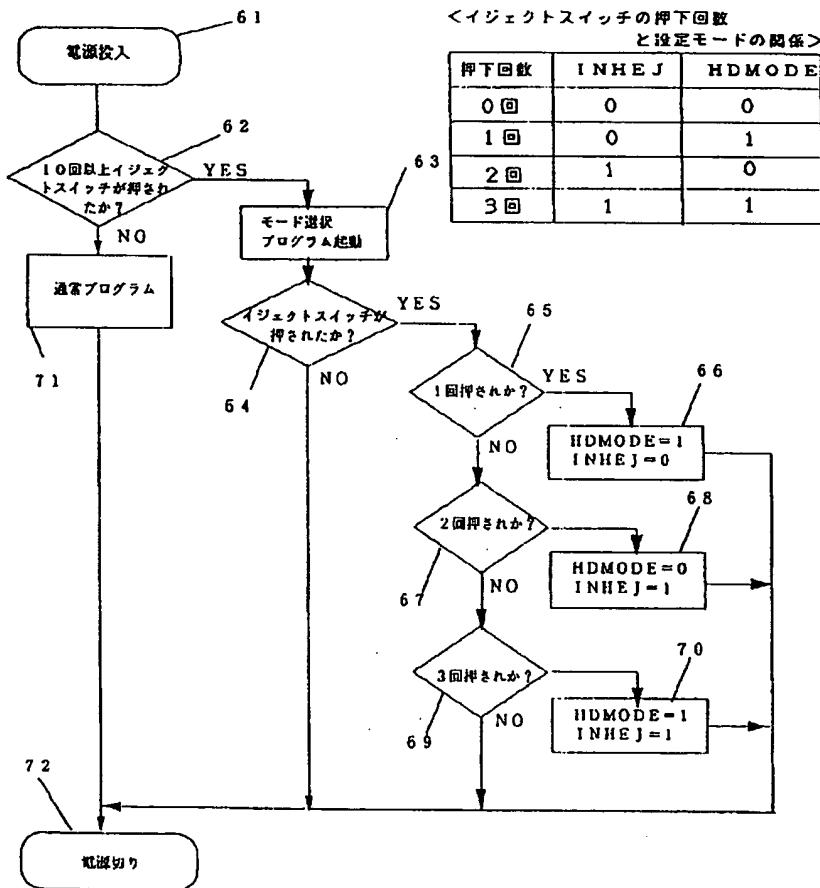 61
電源投入
62
10回以上イジェク
トスイッチが押され
たか?
YES
NO
63
モード選択
プログラム起動
通常プログラム
71
イジェクトスイッチが
押されたか?
YES
NO
64
65
1回押されか?
YES
NO
66
HDMODE=1
INHEJ=0
2回押されか?
67
NO
68
HDMODE=0
INHEJ=1
3回押されか?
69
NO
70
HDMODE=1
INHEJ=1
72
電源切り
<イジェクトスイッチの押下回数
と設定モードの関係>
押下回数 INHEJ HDMODE
0回 0 0
1回 0 1
2回 1 0
3回 1 1